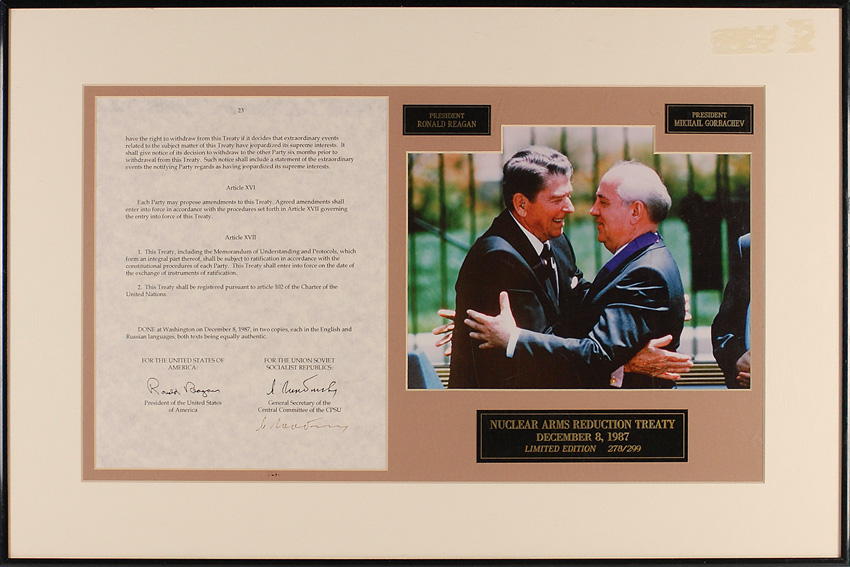 23
have the right to withdraw from this Treaty if it decides that extraordinary events
related to the subject matter of this Treaty have jeopardized its supreme interests. It
shall give notice of its decision to withdraw to the other Party six months prior to
withdrawal from this Treaty. Such notice shall include a statement of the extraordinary
events the notifying Party regards as having jeopardized its supreme interests.
Article XVI
Each Party may propose amendments to this Treaty. Agreed amendments shall
enter into force in accordance with the procedures set forth in Article XVII governing
the entry into force of this Treaty.
Article XVII
1. This Treaty, including the Memorandum of Understanding and Protocols, which
form an integral part thereof, shall be subject to ratification in accordance with the
constitutional procedures of each Party. This Treaty shall enter into force on the date of
the exchange of instruments of ratification.
2. This Treaty shall be registered pursuant to article 102 of the Charter of the
United Nations.
DONE at Washington on December 8, 1987, in two copies, each in the English and
Russian languages, both texts being equally authentic.
FOR THE UNITED STATES OF
AMERICA:
Ronald Reagan
President of the United States
of America
FOR THE UNION SOVIET
SOCIALIST REPUBLICS:
General Secretary of the
Central Committee of the CPSU
PRESIDENT
RONALD REAGAN
PRESIDENT
MIKHAIL GORBACHEV
NUCLEAR ARMS REDUCTION TREATY
DECEMBER 8, 1987
LIMITED EDITION 278/299